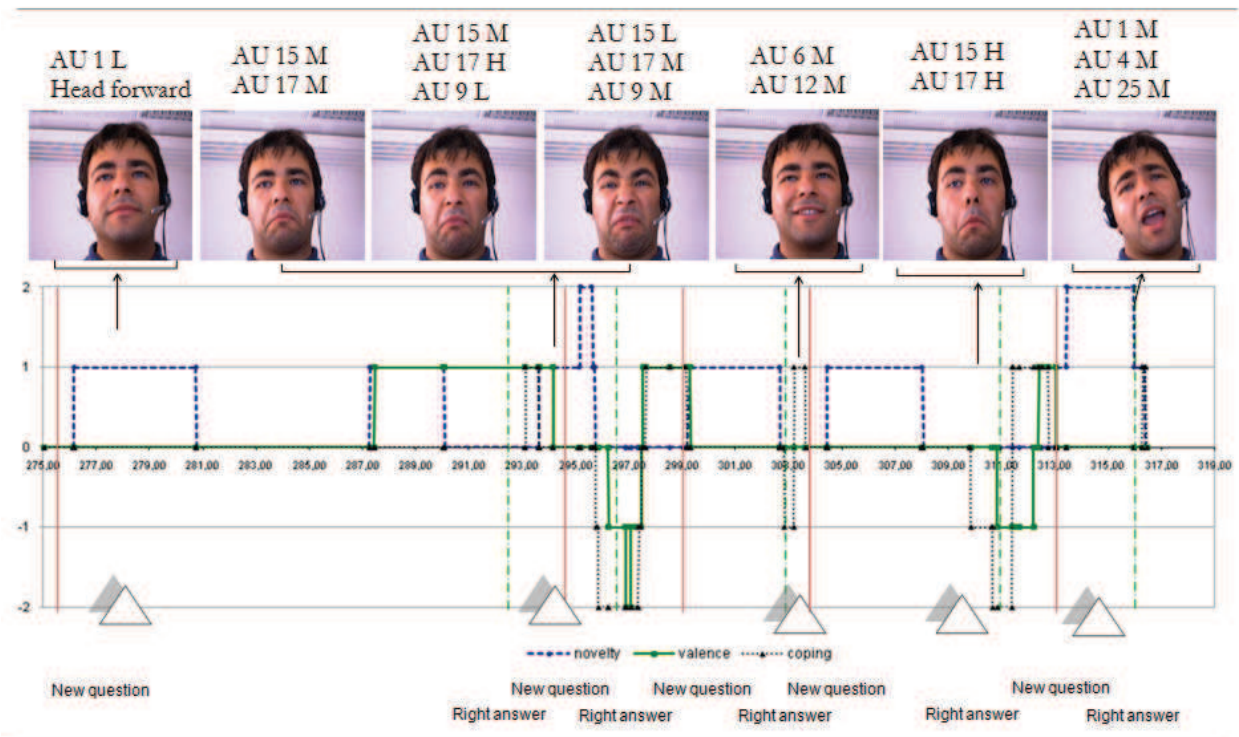 AU 1 L
Head forward
AU 15 M
AU 17 M
AU 15 M
AU 17 H
AU 9 L
AU 15 L
AU 17 M
AU 9 M
AU 6 M
AU 12 M
AU 15 H
AU 17 H
AU 1 M
AU 4 M
AU 25 M
2
1
0
275,00 277,00 279,00 281,00 283,00 285,00 287,00 289,00 291,00 293,00 295,00 297,00 299,00 301,00 303,00 305,00 307,00 309,00 311,00 313,00 315,00 317,00 319,00
-1
-2
novelty valence coping
New question New question New question New question New question
Right answer Right answer Right answer Right answer Right answer